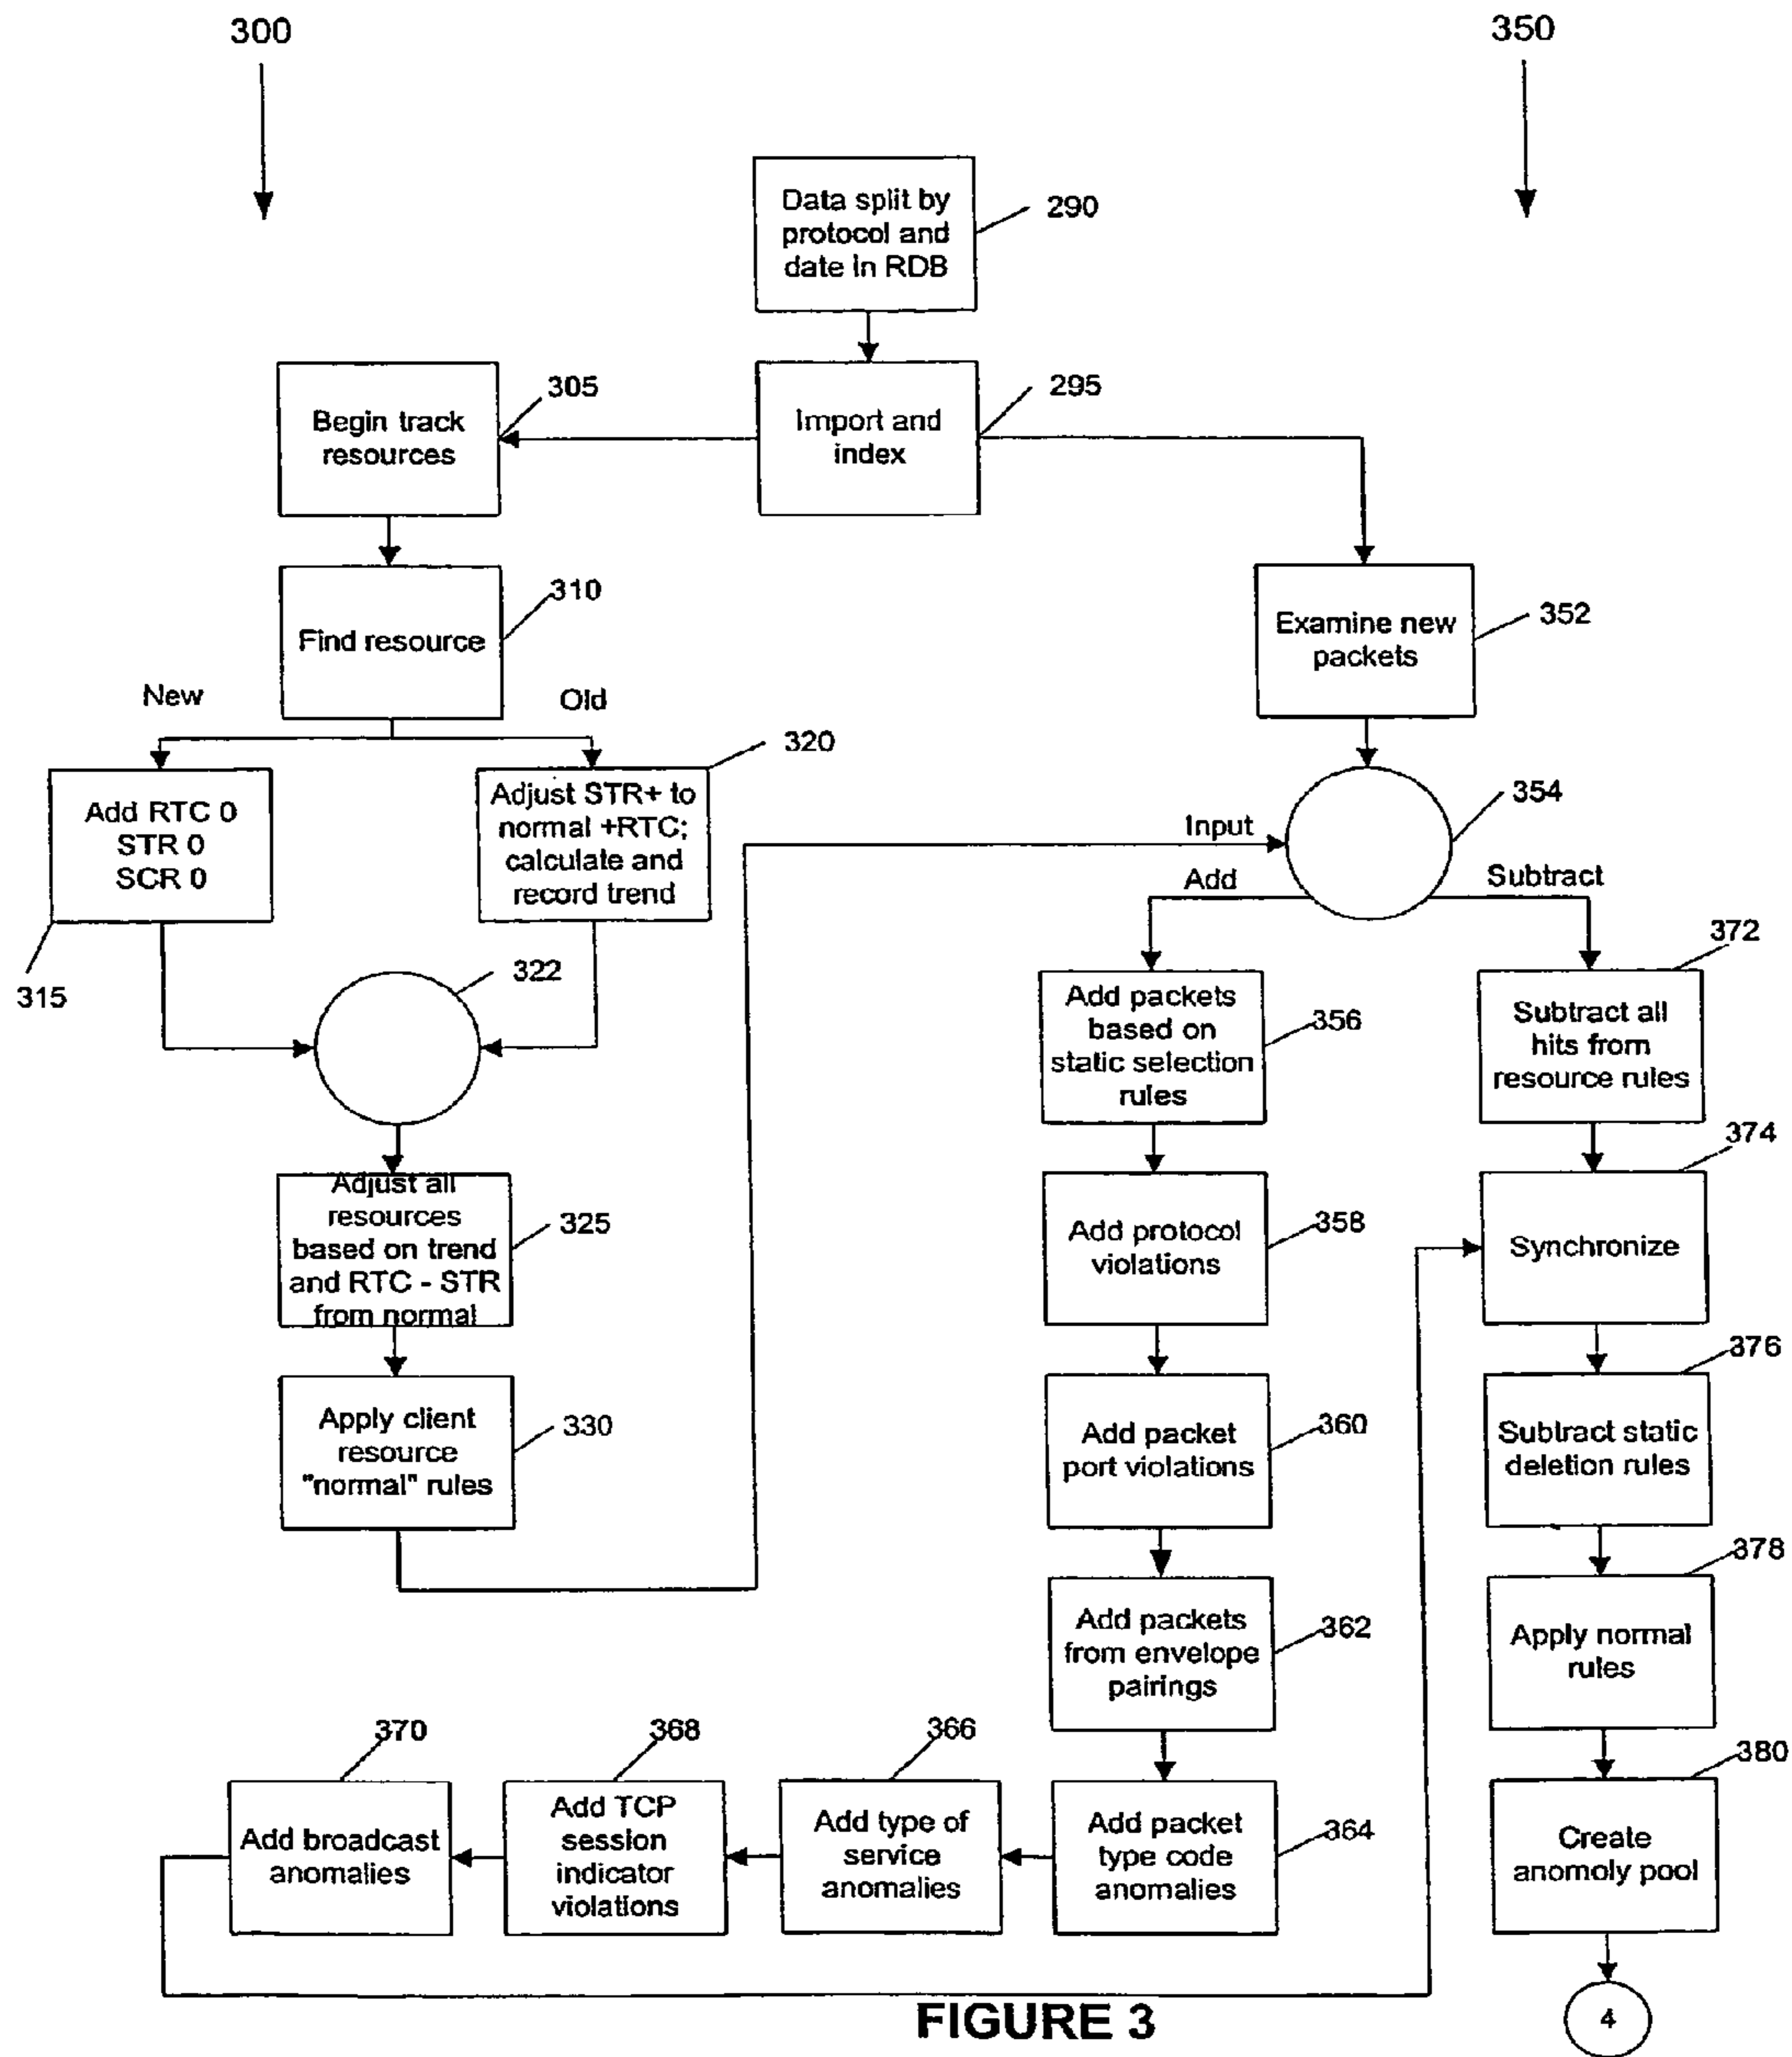 300
350
Data split by
protocol and
date in RDB
290
Begin track
resources
305
Import and
index
295
Find resource
310
Examine new
packets
352
New
Old
Add RTC 0
STR 0
SCR 0
315
Adjust STR+ to
normal +RTC;
calculate and
record trend
320
322
Input
354
Add
Subtract
Adjust all
resources
based on trend
and RTC - STR
from normal
325
Apply client
resource
"normal" rules
330
Add packets
based on
static selection
rules
356
Subtract all
hits from
resource rules
372
Add protocol
violations
358
Synchronize
374
Add packet
port violations
360
Subtract static
deletion rules
376
Add packets
from envelope
pairings
362
Apply normal
rules
378
Add broadcast
anomalies
370
Add TCP
session
indicator
violations
368
Add type of
service
anomalies
366
Add packet
type code
anomalies
364
Create
anomoly pool
380
4
FIGURE 3